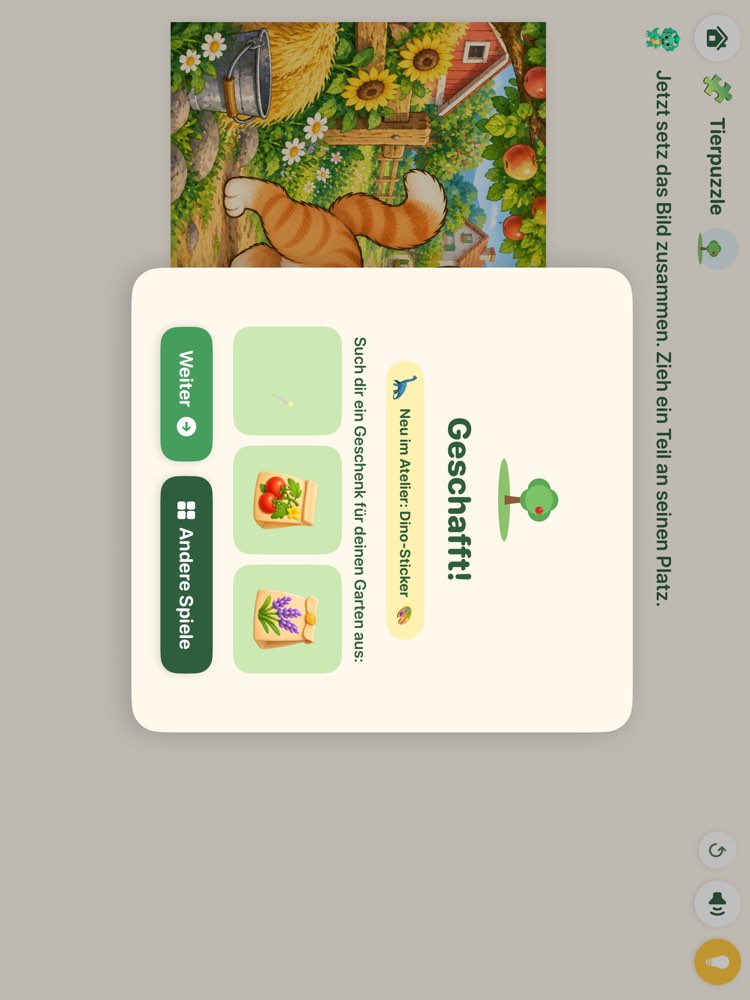 Tierpuzzle
Jetzt setz das Bild zusammen. Zieh ein Teil an seinen Platz.
Geschafft!
Neu im Atelier: Dino-Sticker
Such dir ein Geschenk für deinen Garten aus:
Weiter
Andere Spiele